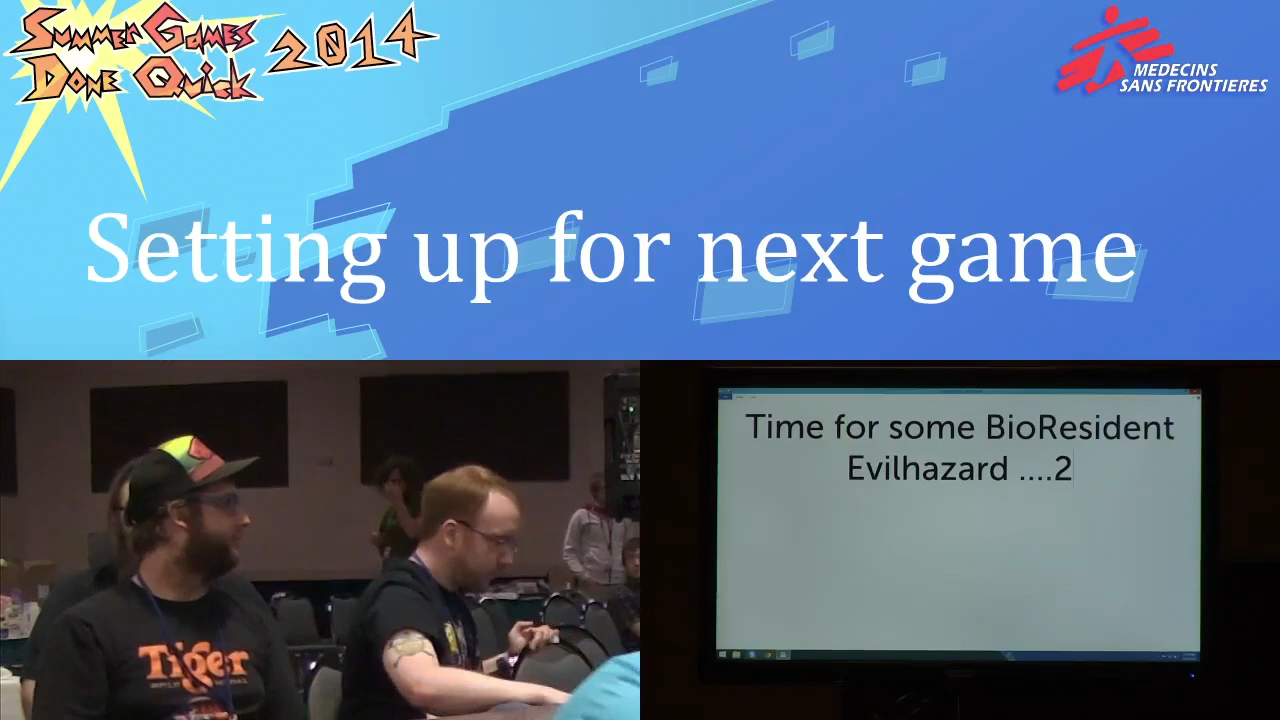 Summer Games
Done Quick
2014
MEDECINS
SANS FRONTIERES
Setting up for next game
Time for some BioResident
Evilhazard ....2
Tiger